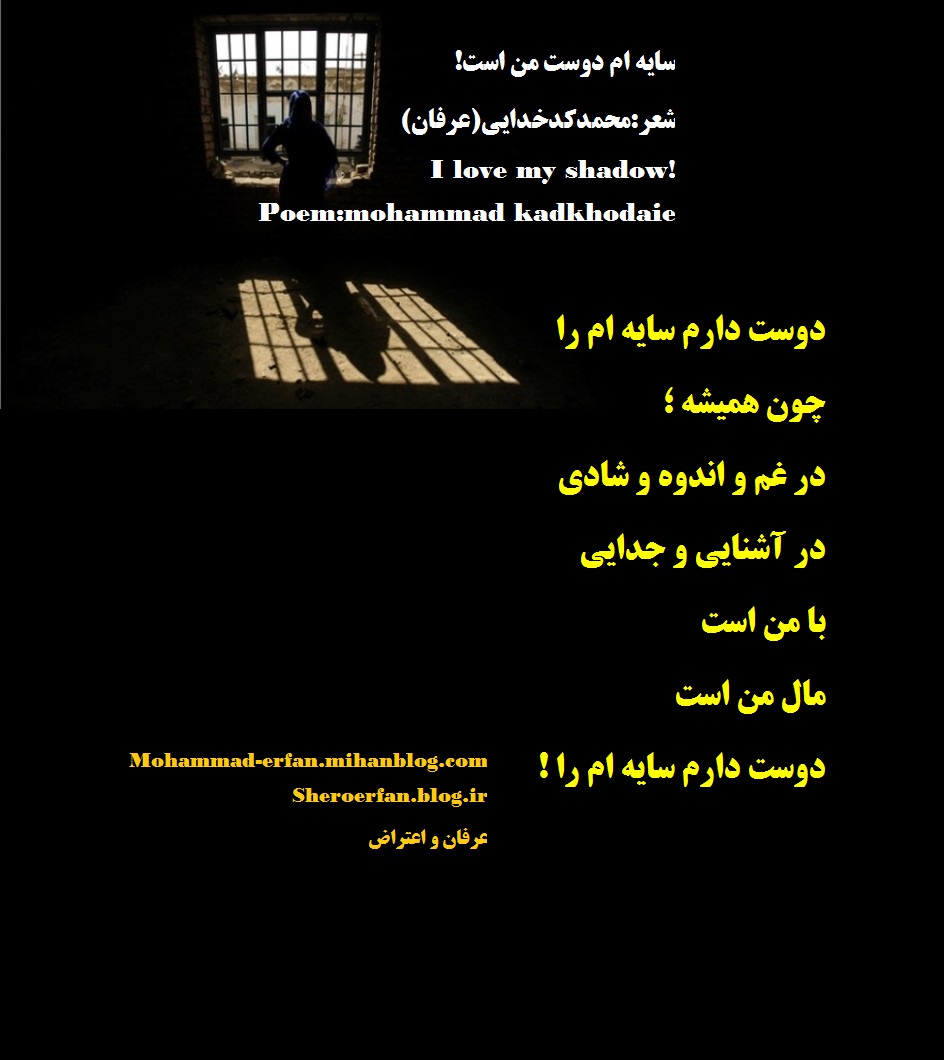 سایه ام دوست من است!
شعر:محمدکدخدایی(عرفان)
I love my shadow!
Poem:mohammad kadkhodaie
دوست دارم سایه ام را
چون همیشه ؛
در غم و اندوه و شادی
در آشنایی و جدایی
با من است
مال من است
دوست دارم سایه ام را !
Mohammad-erfan.mihanblog.com
Sheroerfan.blog.ir
عرفان و اعتراض